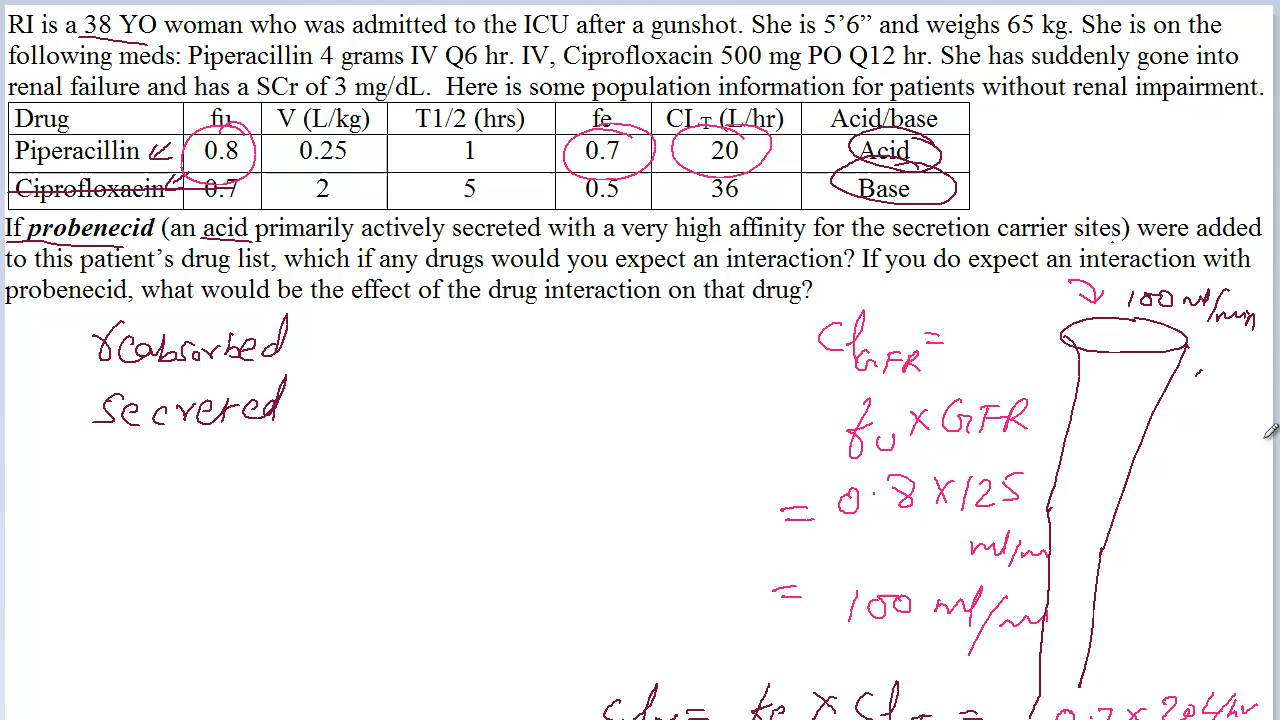 RI is a 38 YO woman who was admitted to the ICU after a gunshot. She is 5’6” and weighs 65 kg. She is on the
following meds: Piperacillin 4 grams IV Q6 hr. IV, Ciprofloxacin 500 mg PO Q12 hr. She has suddenly gone into
renal failure and has a SCr of 3 mg/dL. Here is some population information for patients without renal impairment.
Drug fu V (L/kg) T1/2 (hrs) fe CLT (L/hr) Acid/base
Piperacillin 0.8 0.25 1 0.7 20 Acid
Ciprofloxacin 0.7 2 5 0.5 36 Base
If probenecid (an acid primarily actively secreted with a very high affinity for the secretion carrier sites) were added
to this patient’s drug list, which if any drugs would you expect an interaction? If you do expect an interaction with
probenecid, what would be the effect of the drug interaction on that drug?
100 ml/min
reabsorbed
secreted
Cl GFR =
fu × GFR
= 0.8 × 125
ml/m
= 100 ml/m
= 0.7 × 20 L/hr